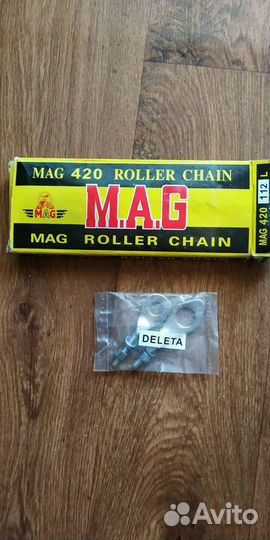 MAG 420 ROLLER CHAIN
M.A.G
MAG
MAG ROLLER CHAIN
MAG 420 112 L
DELETA
Avito